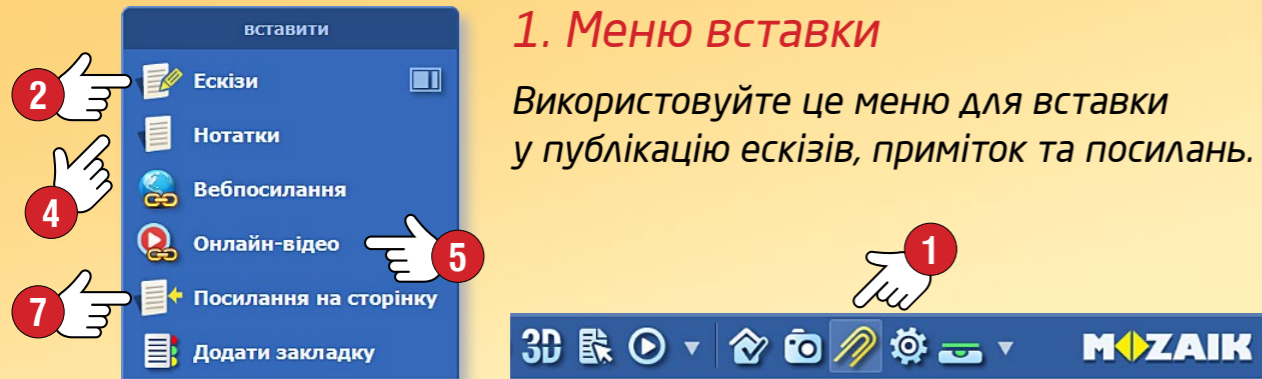 вставити
2
Ескізи
Нотатки
4
Вебпосилання
Онлайн-відео
5
7
Посилання на сторінку
Додати закладку
1. Меню вставки
Використовуйте це меню для вставки
у публікацію ескізів, приміток та посилань.
1
3D
MOZAIK